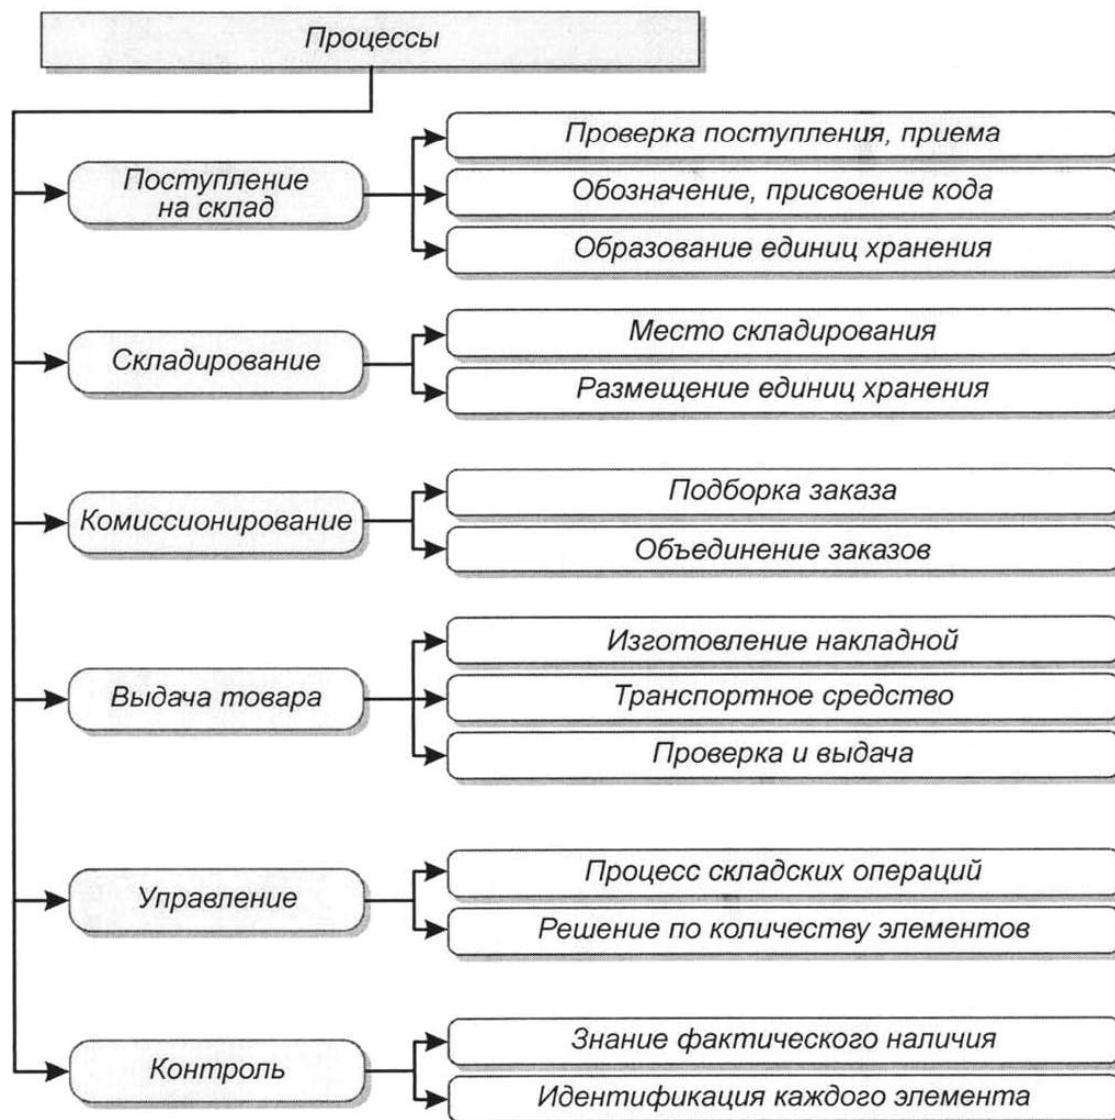 Процессы
Поступление
на склад
Проверка поступления, приема
Обозначение, присвоение кода
Образование единиц хранения
Складирование
Место складирования
Размещение единиц хранения
Комиссионирование
Подборка заказа
Объединение заказов
Выдача товара
Изготовление накладной
Транспортное средство
Проверка и выдача
Управление
Процесс складских операций
Решение по количеству элементов
Контроль
Знание фактического наличия
Идентификация каждого элемента